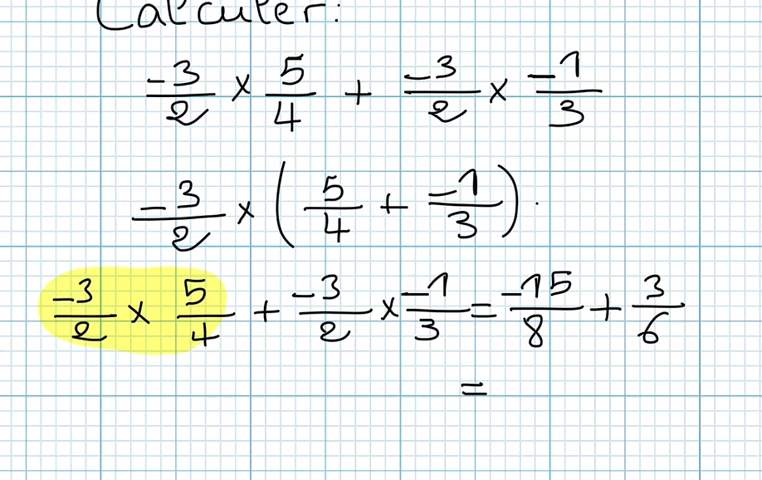 Calculer:
-3/2 × 5/4 + -3/2 × -1/3
-3/2 × (5/4 + -1/3).
-3/2 × 5/4 + -3/2 × -1/3 = -15/8 + 3/6
=